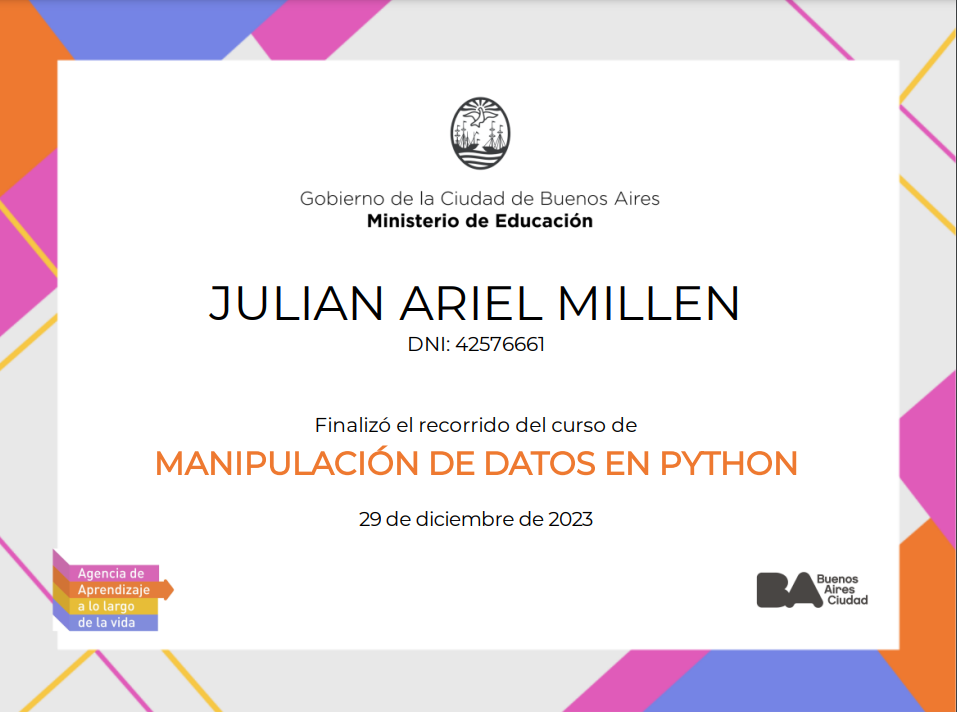 Gobierno de la Ciudad de Buenos Aires
Ministerio de Educación
JULIAN ARIEL MILLEN
DNI: 42576661
Finalizó el recorrido del curso de
MANIPULACIÓN DE DATOS EN PYTHON
29 de diciembre de 2023
Agencia de
Aprendizaje
a lo largo
de la vida
BA
Buenos
Aires
Ciudad